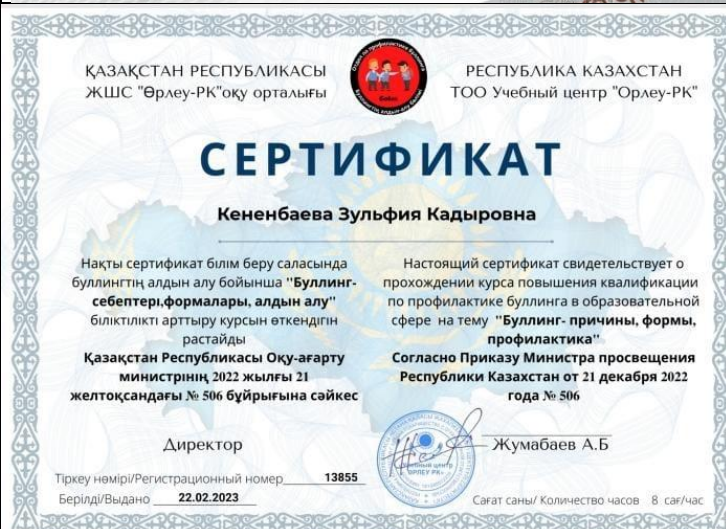 ҚАЗАҚСТАН РЕСПУБЛИКАСЫ
ЖШС "Өрлеу-РК"оқу орталығы
РЕСПУБЛИКА КАЗАХСТАН
ТОО Учебный центр "Орлеу-РК"
СЕРТИФИКАТ
Кененбаева Зульфия Кадыровна
Нақты сертификат білім беру саласында
буллингтің алдын алу бойынша "Буллинг-
себептері,формалары, алдын алу"
біліктілікті арттыру курсын өткендігін
растайды
Қазақстан Республикасы Оқу-ағарту
министрінің 2022 жылғы 21
желтоқсандағы № 506 бұйрығына сәйкес
Настоящий сертификат свидетельствует о
прохождении курса повышения квалификации
по профилактике буллинга в образовательной
сфере на тему "Буллинг- причины, формы,
профилактика"
Согласно Приказу Министра просвещения
Республики Казахстан от 21 декабря 2022
года № 506
Директор
Жумабаев А.Б
Тіркеу нөмірі/Регистрационный номер 13855
Берілді/Выдано 22.02.2023
Сағат саны/ Количество часов 8 сағ/час